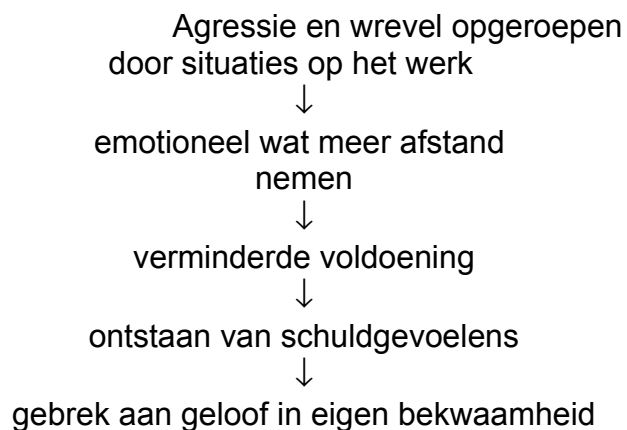 Agressie en wrevel opgeroepen
door situaties op het werk
↓
emotioneel wat meer afstand
nemen
↓
verminderde voldoening
↓
ontstaan van schuldgevoelens
↓
gebrek aan geloof in eigen bekwaamheid